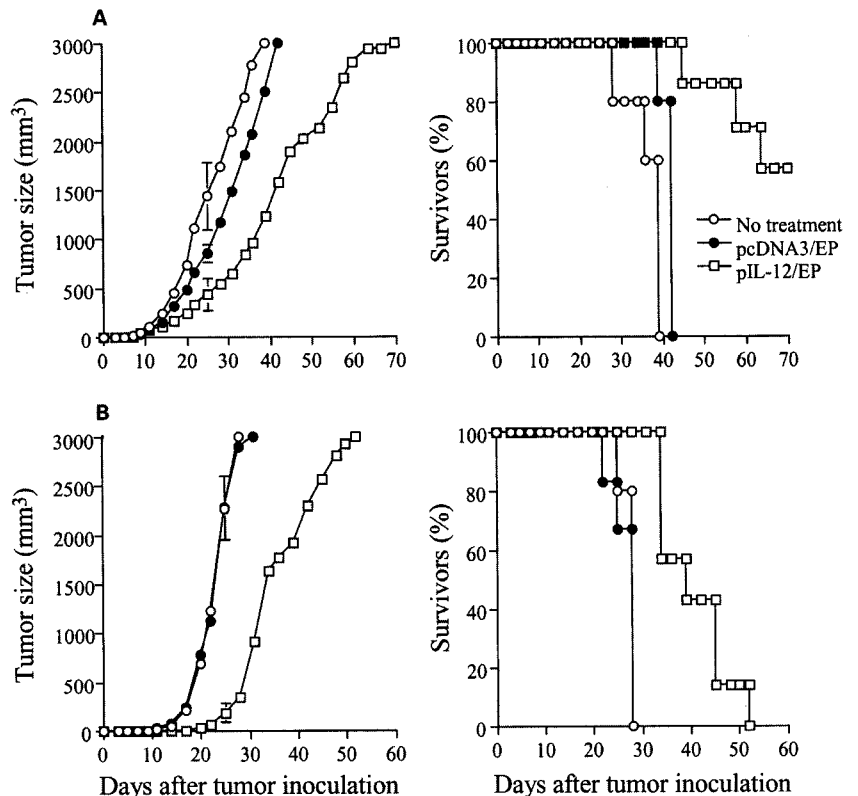 A
Tumor size (mm³)
3000
2500
2000
1500
1000
500
0
0 10 20 30 40 50 60 70
Survivors (%)
100
80
60
40
20
0
0 10 20 30 40 50 60 70
No treatment
pcDNA3/EP
pIL-12/EP
B
Tumor size (mm³)
3000
2500
2000
1500
1000
500
0
0 10 20 30 40 50 60
Days after tumor inoculation
Survivors (%)
100
80
60
40
20
0
0 10 20 30 40 50 60
Days after tumor inoculation